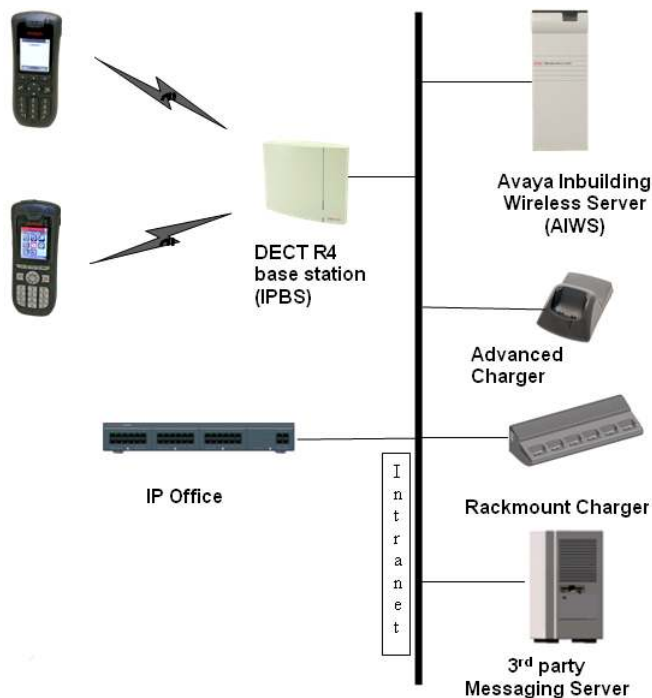 DECT R4
base station
(IPBS)
Avaya Inbuilding
Wireless Server
(AIWS)
Advanced
Charger
IP Office
Intranet
Rackmount Charger
3rd party
Messaging Server